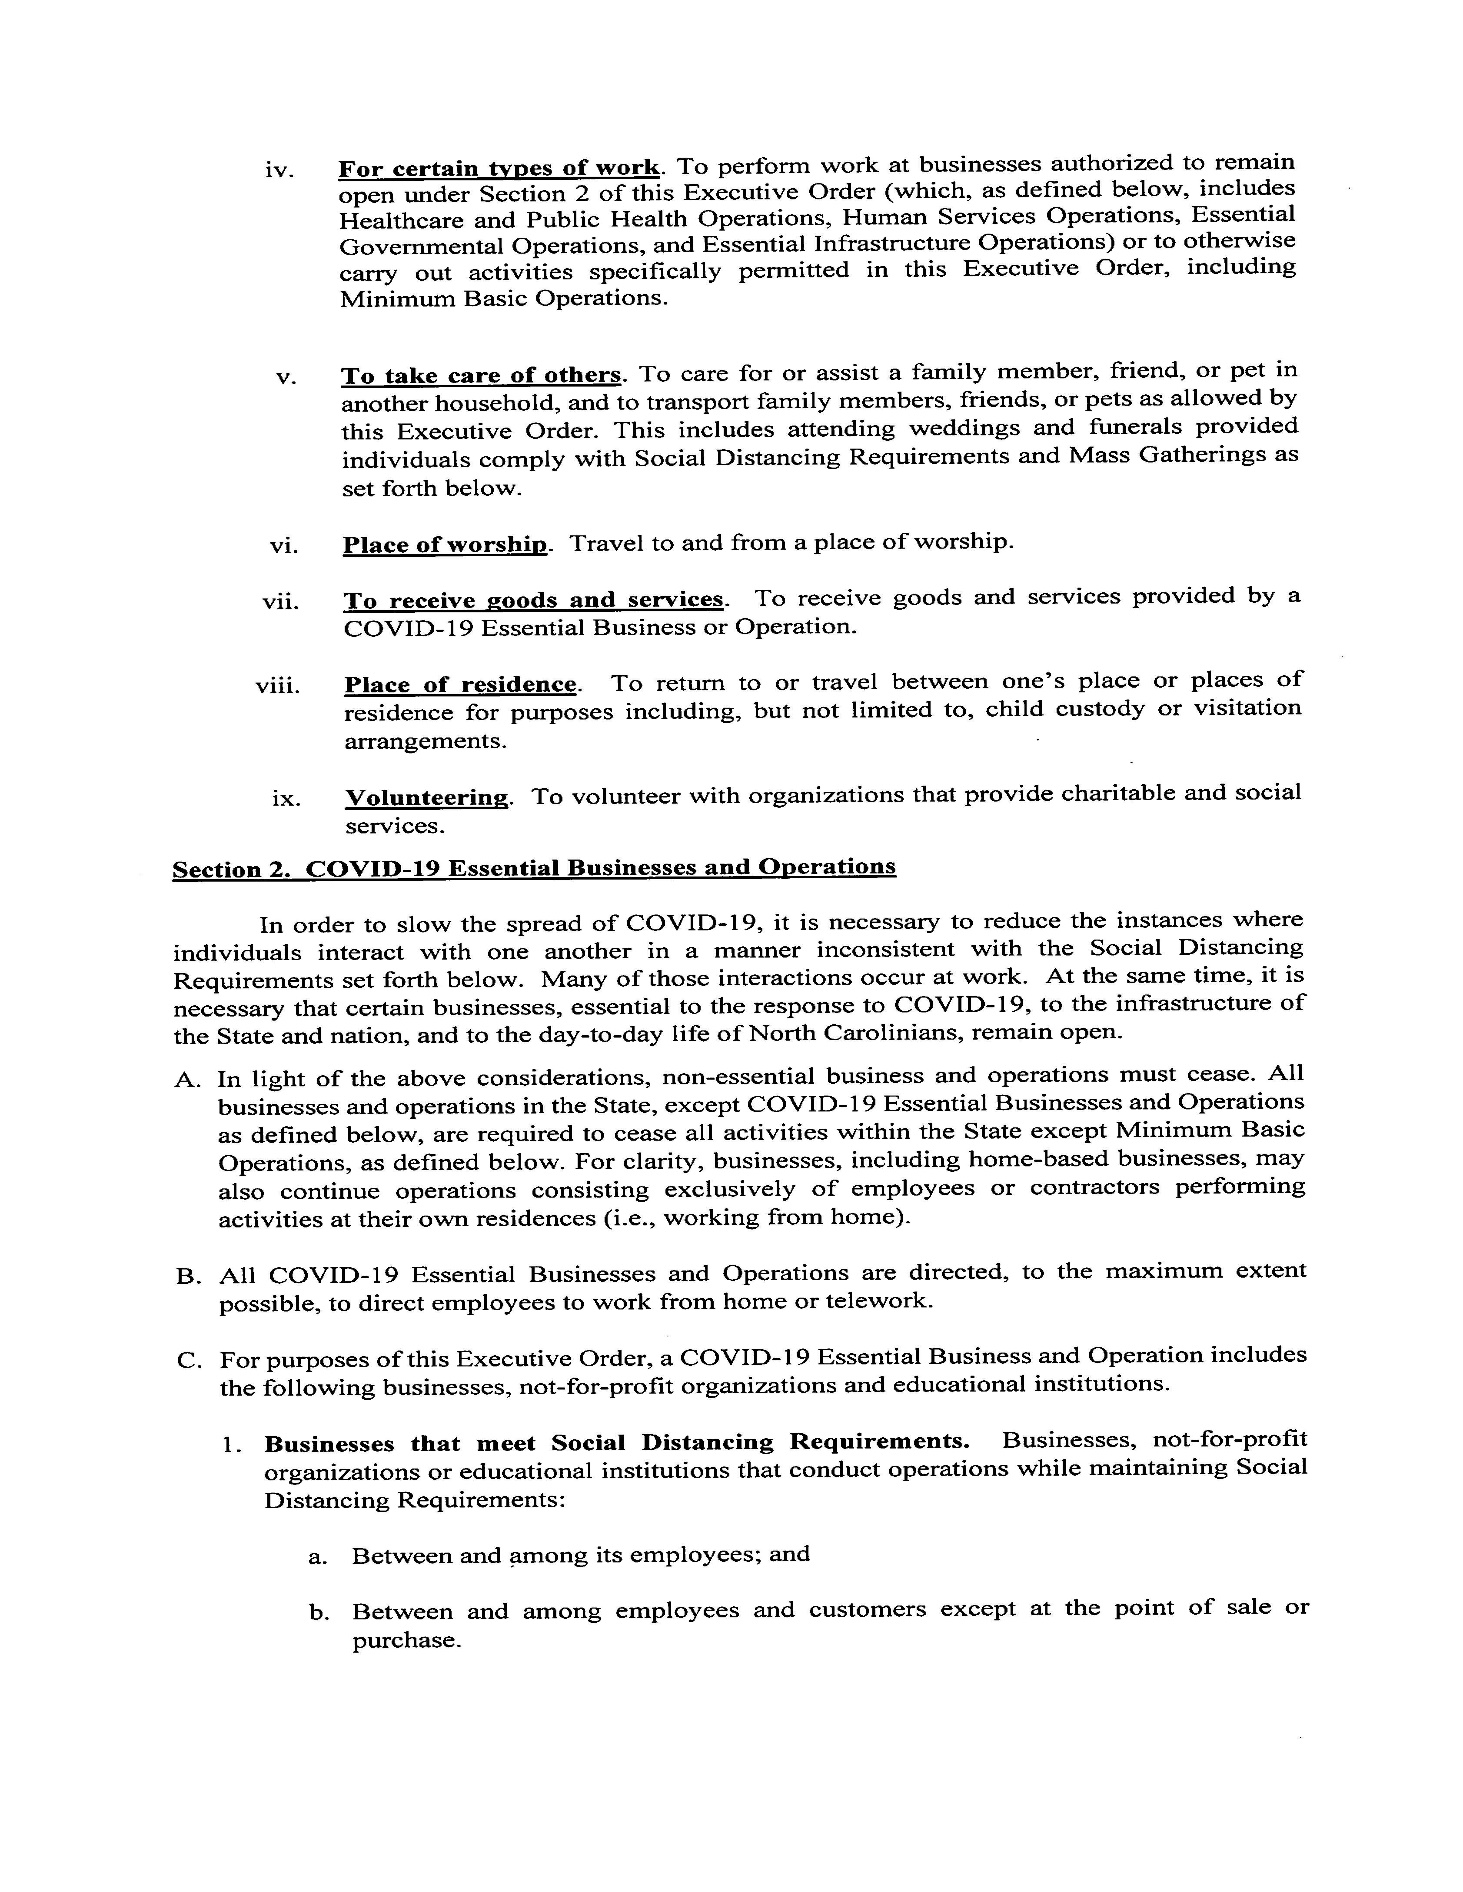 iv. For certain types of work. To perform work at businesses authorized to remain
open under Section 2 of this Executive Order (which, as defined below, includes
Healthcare and Public Health Operations, Human Services Operations, Essential
Governmental Operations, and Essential Infrastructure Operations) or to otherwise
carry out activities specifically permitted in this Executive Order, including
Minimum Basic Operations.
v. To take care of others. To care for or assist a family member, friend, or pet in
another household, and to transport family members, friends, or pets as allowed by
this Executive Order. This includes attending weddings and funerals provided
individuals comply with Social Distancing Requirements and Mass Gatherings as
set forth below.
vi. Place of worship. Travel to and from a place of worship.
vii. To receive goods and services. To receive goods and services provided by a
COVID-19 Essential Business or Operation.
viii. Place of residence. To return to or travel between one's place or places of
residence for purposes including, but not limited to, child custody or visitation
arrangements.
ix. Volunteering. To volunteer with organizations that provide charitable and social
services.
Section 2. COVID-19 Essential Businesses and Operations
In order to slow the spread of COVID-19, it is necessary to reduce the instances where
individuals interact with one another in a manner inconsistent with the Social Distancing
Requirements set forth below. Many of those interactions occur at work. At the same time, it is
necessary that certain businesses, essential to the response to COVID-19, to the infrastructure of
the State and nation, and to the day-to-day life of North Carolinians, remain open.
A. In light of the above considerations, non-essential business and operations must cease. All
businesses and operations in the State, except COVID-19 Essential Businesses and Operations
as defined below, are required to cease all activities within the State except Minimum Basic
Operations, as defined below. For clarity, businesses, including home-based businesses, may
also continue operations consisting exclusively of employees or contractors performing
activities at their own residences (i.e., working from home).
B. All COVID-19 Essential Businesses and Operations are directed, to the maximum extent
possible, to direct employees to work from home or telework.
C. For purposes of this Executive Order, a COVID-19 Essential Business and Operation includes
the following businesses, not-for-profit organizations and educational institutions.
1. Businesses that meet Social Distancing Requirements. Businesses, not-for-profit
organizations or educational institutions that conduct operations while maintaining Social
Distancing Requirements:
a. Between and among its employees; and
b. Between and among employees and customers except at the point of sale or
purchase.